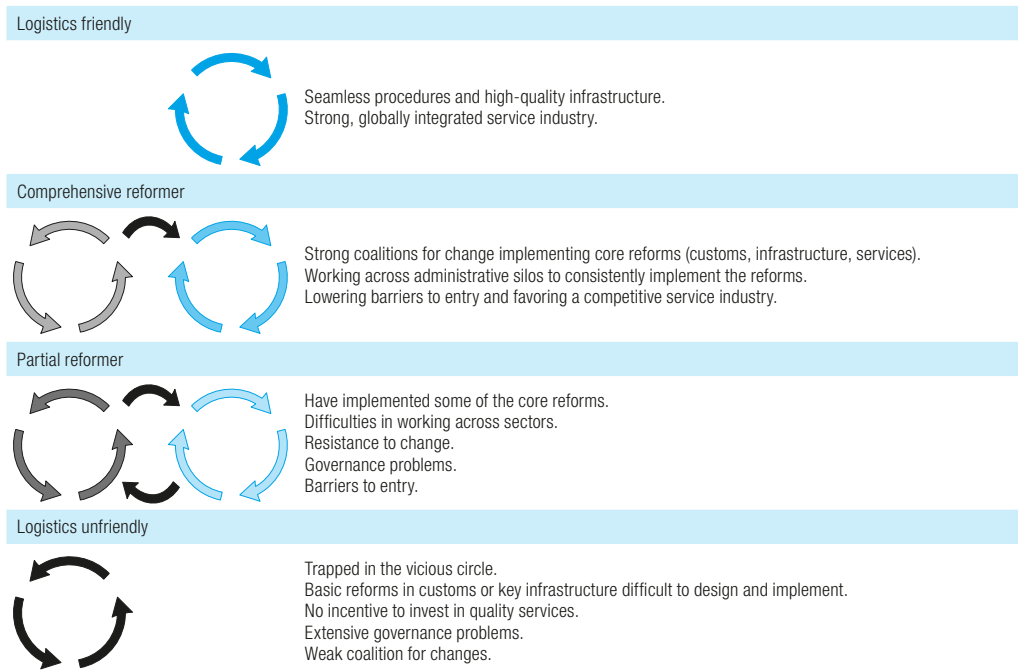 Logistics friendly
Seamless procedures and high-quality infrastructure.
Strong, globally integrated service industry.
Comprehensive reformer
Strong coalitions for change implementing core reforms (customs, infrastructure, services).
Working across administrative silos to consistently implement the reforms.
Lowering barriers to entry and favoring a competitive service industry.
Partial reformer
Have implemented some of the core reforms.
Difficulties in working across sectors.
Resistance to change.
Governance problems.
Barriers to entry.
Logistics unfriendly
Trapped in the vicious circle.
Basic reforms in customs or key infrastructure difficult to design and implement.
No incentive to invest in quality services.
Extensive governance problems.
Weak coalition for changes.